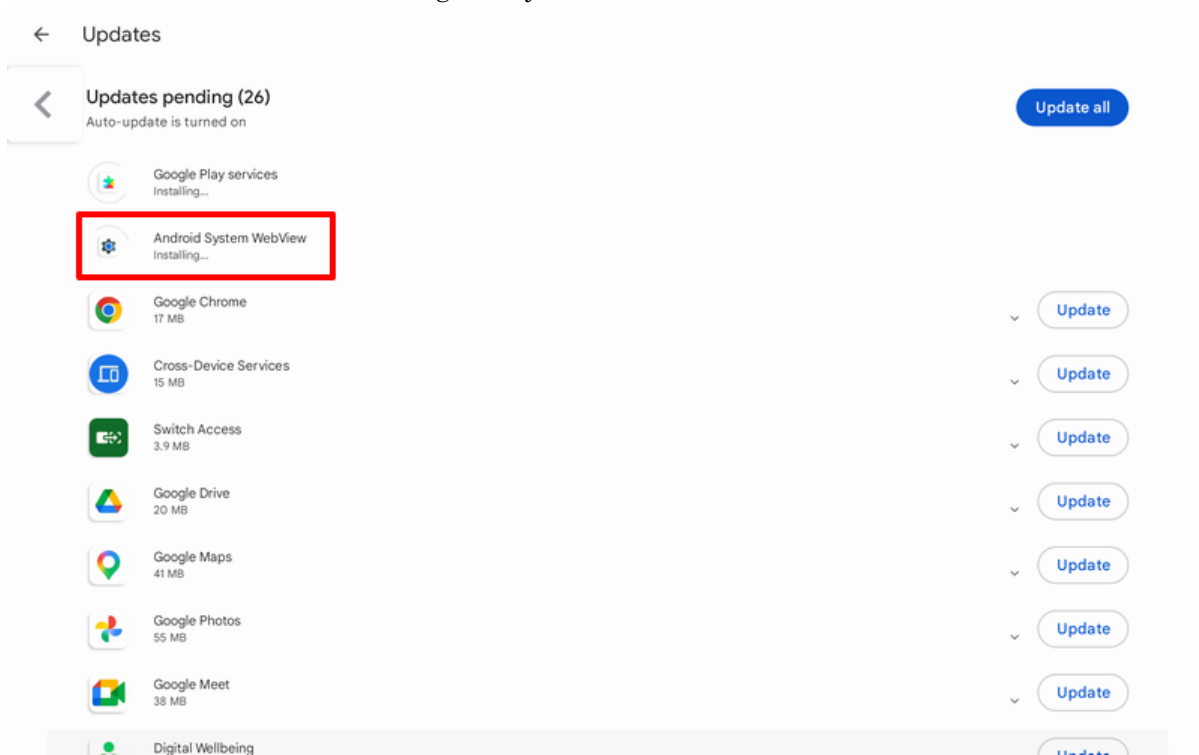 Updates
Updates pending (26)
Update all
Auto-update is turned on
Google Play services
Installing...
Android System WebView
Installing...
Google Chrome
17 MB
Update
Cross-Device Services
15 MB
Update
Switch Access
3.9 MB
Update
Google Drive
20 MB
Update
Google Maps
41 MB
Update
Google Photos
55 MB
Update
Google Meet
38 MB
Update
Digital Wellbeing
Update